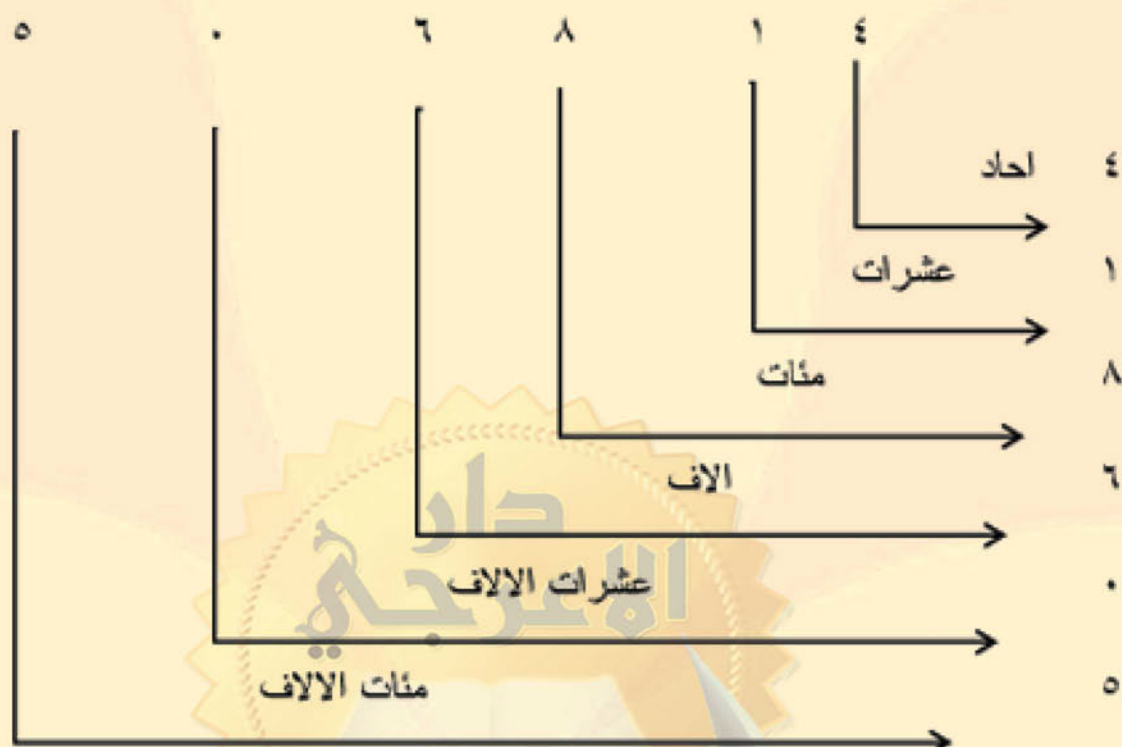 ٥ ٠ ٦ ٨ ١ ٤
احاد ٤
عشرات ١
مئات ٨
الاف ٦
عشرات الالاف ٠
مئات الالاف ٥
دار
الاعرجي